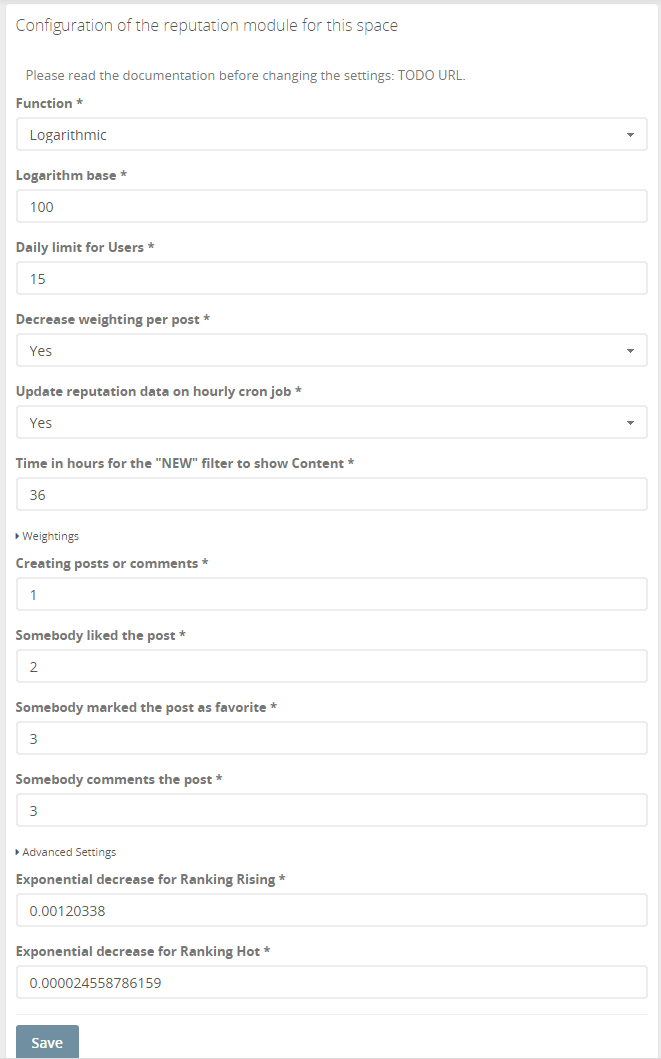 Configuration of the reputation module for this space
Please read the documentation before changing the settings: TODO URL.
Function *
Logarithmic
Logarithm base *
100
Daily limit for Users *
15
Decrease weighting per post *
Yes
Update reputation data on hourly cron job *
Yes
Time in hours for the "NEW" filter to show Content *
36
Weightings
Creating posts or comments *
1
Somebody liked the post *
2
Somebody marked the post as favorite *
3
Somebody comments the post *
3
Advanced Settings
Exponential decrease for Ranking Rising *
0.00120338
Exponential decrease for Ranking Hot *
0.000024558786159
Save